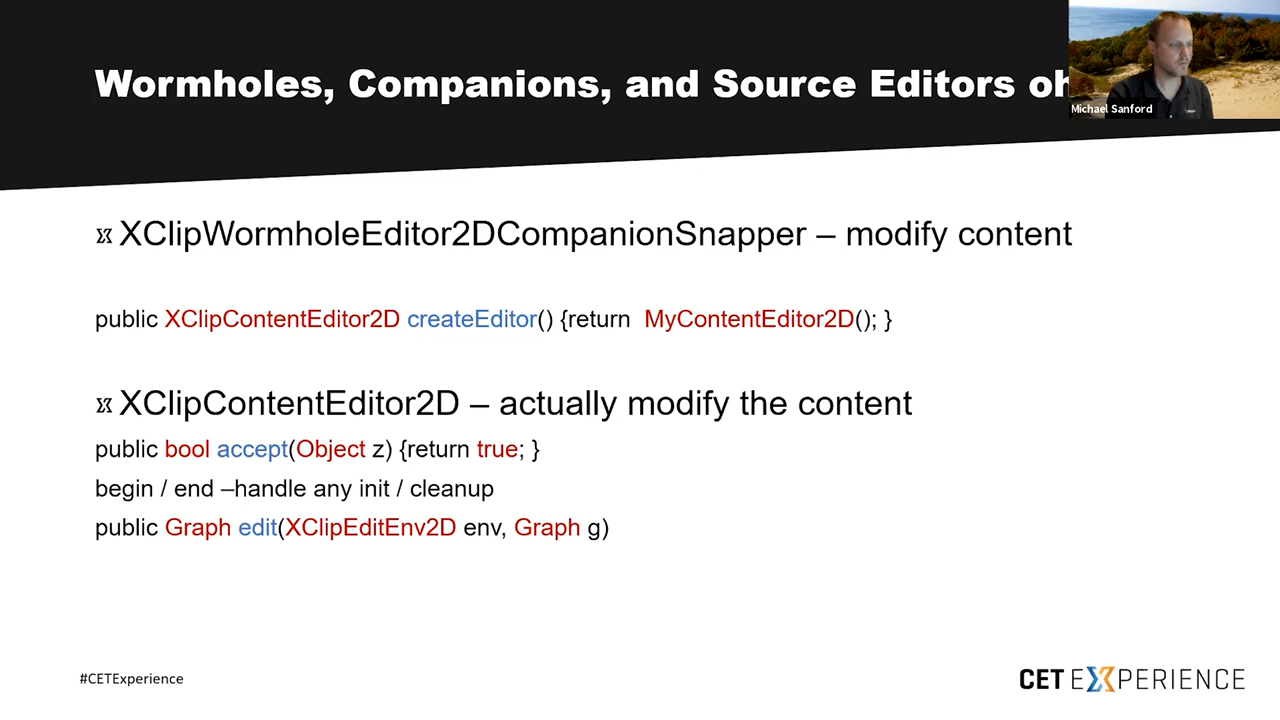 Wormholes, Companions, and Source Editors oh
Michael Sanford
XClipWormholeEditor2DCompanionSnapper – modify content
public XClipContentEditor2D createEditor() {return MyContentEditor2D(); }
XClipContentEditor2D – actually modify the content
public bool accept(Object z) {return true; }
begin / end –handle any init / cleanup
public Graph edit(XClipEditEnv2D env, Graph g)
#CETExperience
CET EXPERIENCE